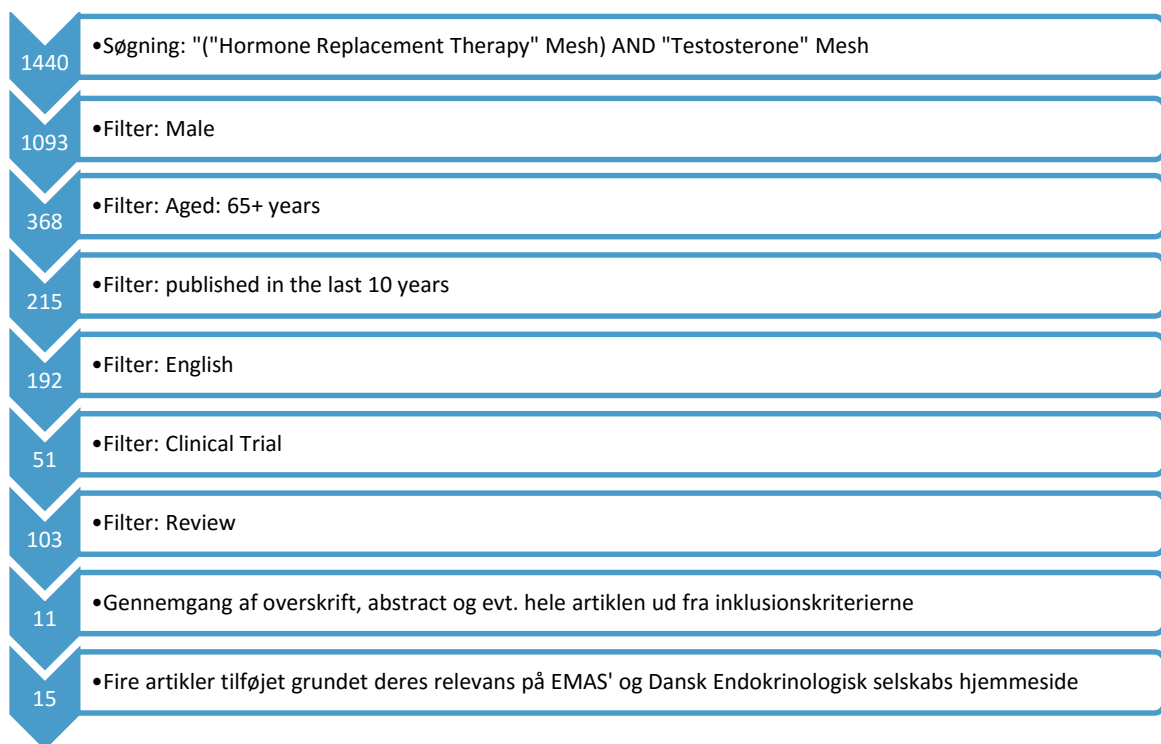 1440
•Søgning: "("Hormone Replacement Therapy" Mesh) AND "Testosterone" Mesh
1093
•Filter: Male
368
•Filter: Aged: 65+ years
215
•Filter: published in the last 10 years
192
•Filter: English
51
•Filter: Clinical Trial
103
•Filter: Review
11
•Gennemgang af overskrift, abstract og evt. hele artiklen ud fra inklusionskriterierne
15
•Fire artikler tilføjet grundet deres relevans på EMAS' og Dansk Endokrinologisk selskabs hjemmeside